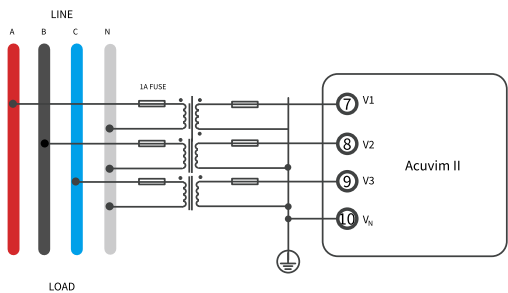 LINE
A B C N
1A FUSE
7 V1
8 V2
Acuvim II
9 V3
10 VN
LOAD